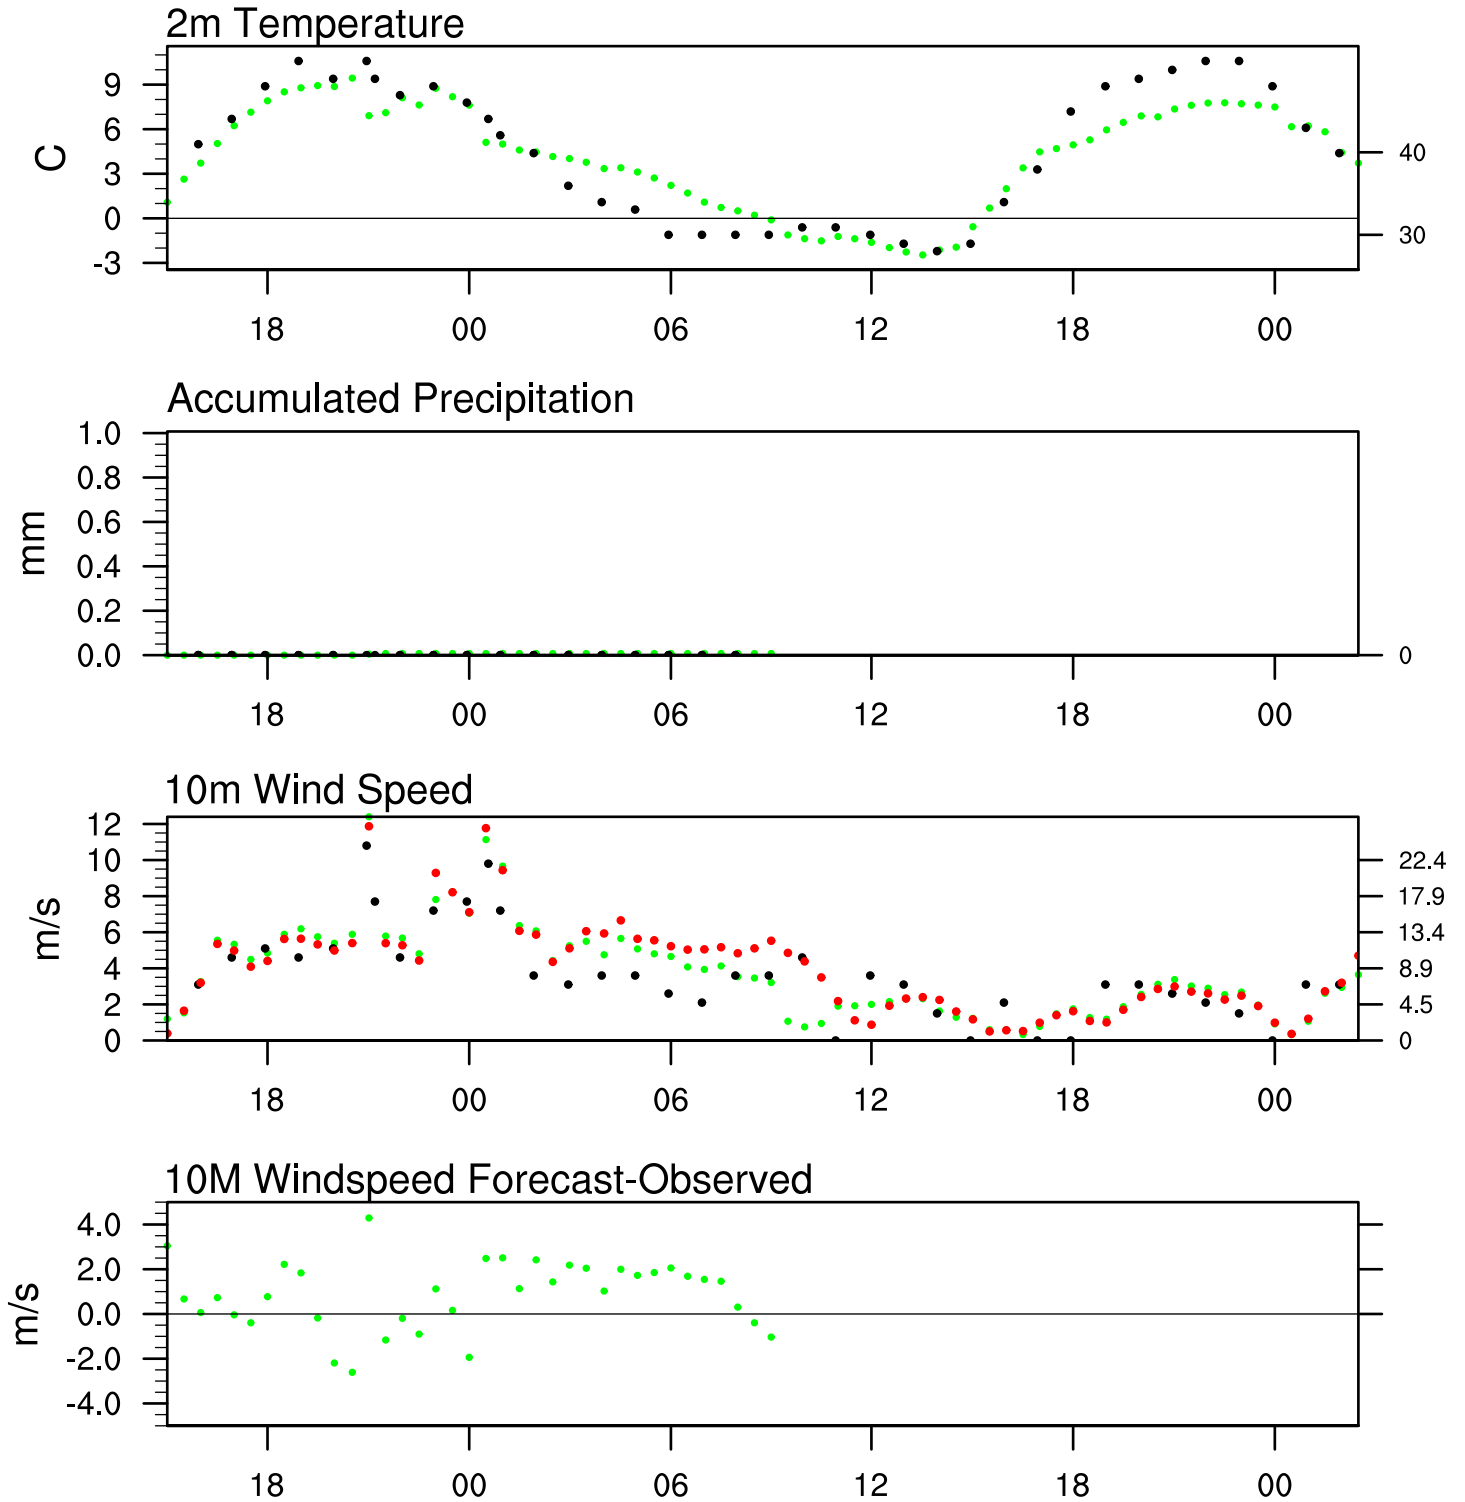 2m Temperature
9
6
3
0
-3
C
40
30
18 00 06 12 18 00
Accumulated Precipitation
1.0
0.8
0.6
0.4
0.2
0.0
mm
0
18 00 06 12 18 00
10m Wind Speed
12
10
8
6
4
2
0
m/s
22.4
17.9
13.4
8.9
4.5
0
18 00 06 12 18 00
10M Windspeed Forecast-Observed
4.0
2.0
0.0
-2.0
-4.0
m/s
18 00 06 12 18 00